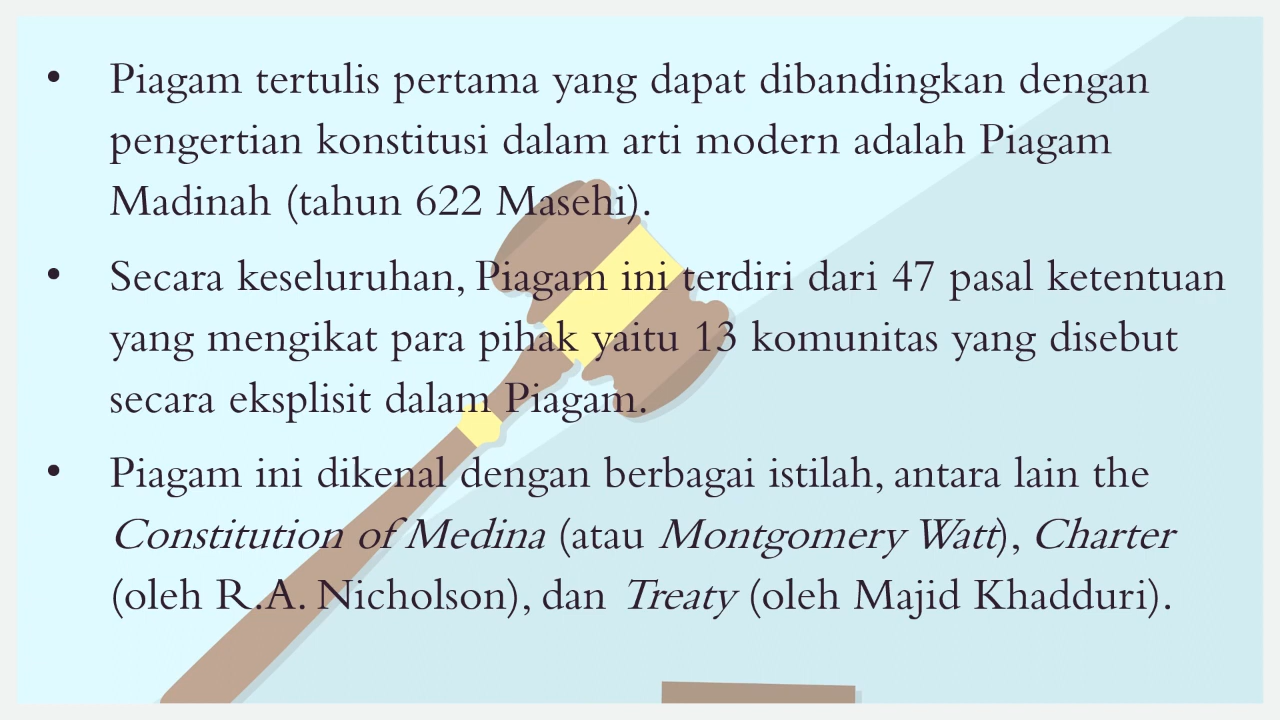 • Piagam tertulis pertama yang dapat dibandingkan dengan
pengertian konstitusi dalam arti modern adalah Piagam
Madinah (tahun 622 Masehi).
• Secara keseluruhan, Piagam ini terdiri dari 47 pasal ketentuan
yang mengikat para pihak yaitu 13 komunitas yang disebut
secara eksplisit dalam Piagam.
• Piagam ini dikenal dengan berbagai istilah, antara lain the
Constitution of Medina (atau Montgomery Watt), Charter
(oleh R.A. Nicholson), dan Treaty (oleh Majid Khadduri).